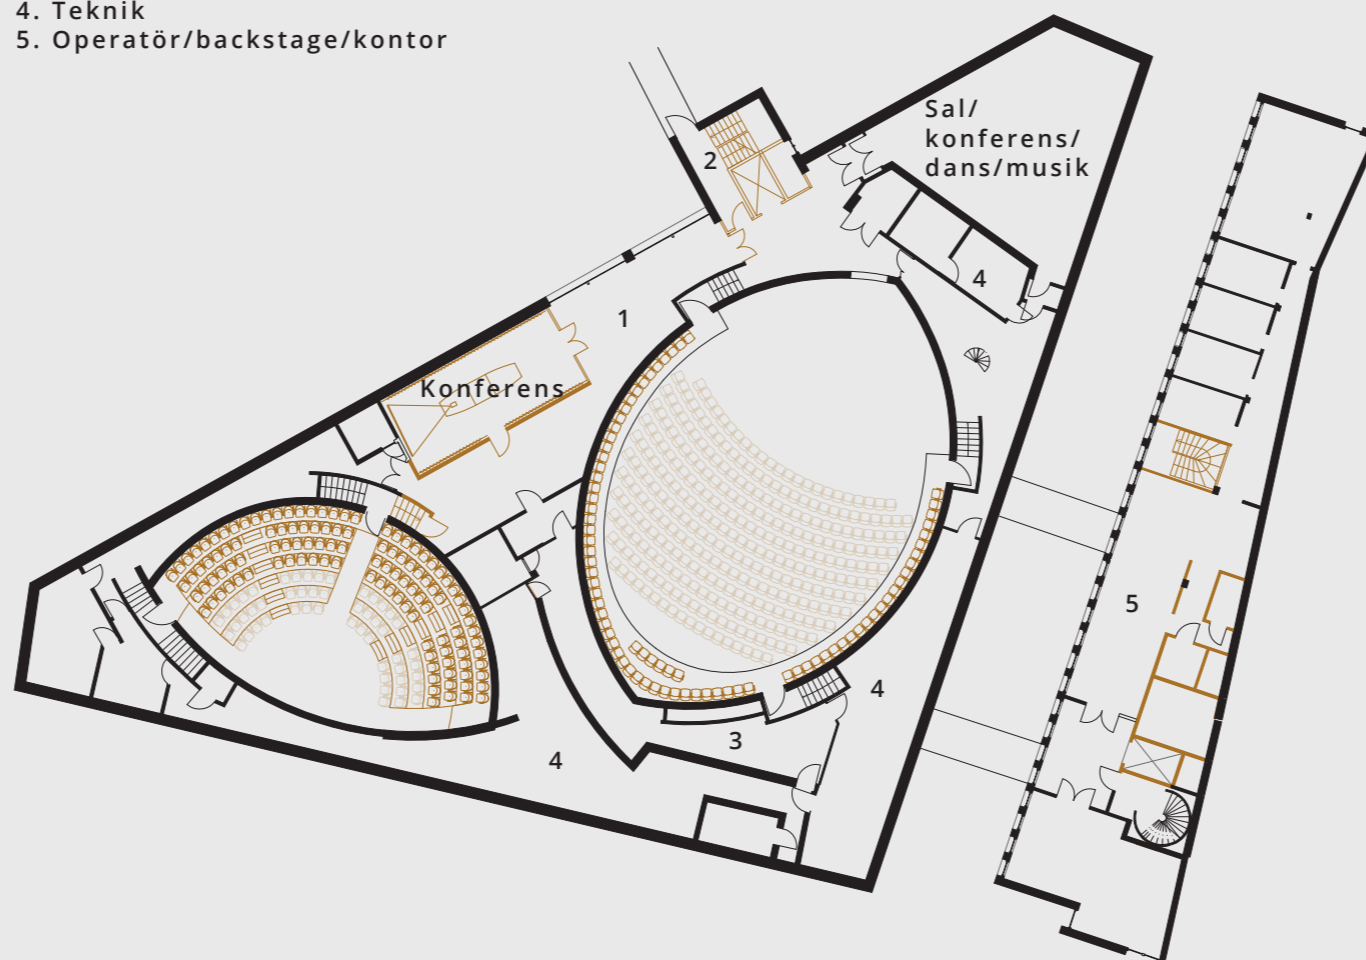 4. Teknik
5. Operatör/backstage/kontor
Sal/
konferens/
dans/musik
2
4
1
Konferens
5
4
3
4